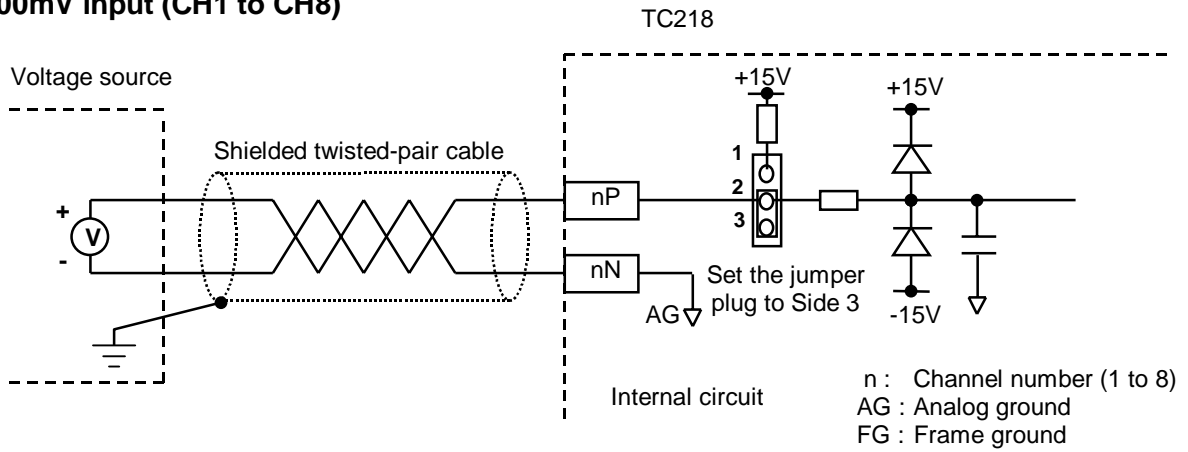 00mV Input (CH1 to CH8)
TC218
Voltage source
+15V
+15V
Shielded twisted-pair cable
1
2
3
nP
+
V
-
nN
Set the jumper
plug to Side 3
AG
-15V
Internal circuit
n : Channel number (1 to 8)
AG : Analog ground
FG : Frame ground